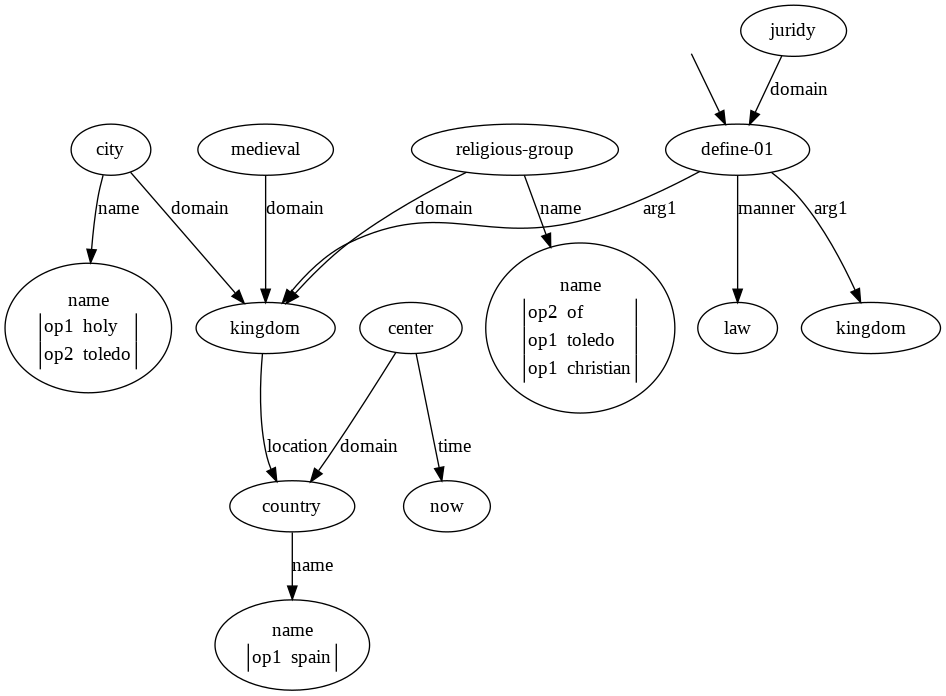 juridy
domain
city
medieval
religious-group
define-01
name
domain
domain
domain
name
arg1
manner
arg1
name
op1 holy
op2 toledo
kingdom
center
name
op2 of
op1 toledo
op1 christian
law
kingdom
location
domain
time
country
now
name
name
op1 spain